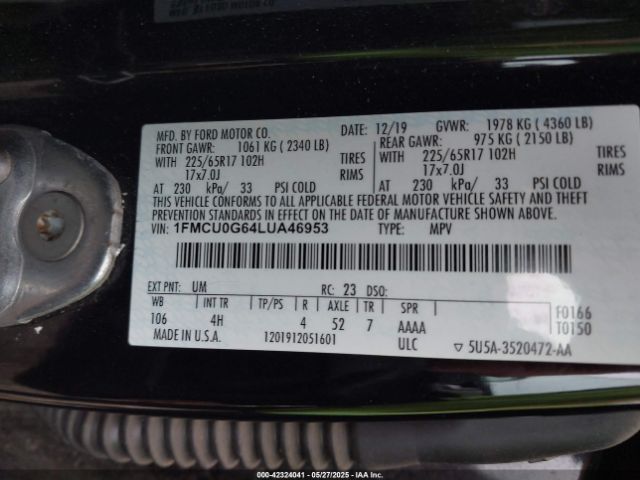 MFD. BY FORD MOTOR CO. DATE: 12/19 GVWR: 1978 KG ( 4360 LB)
FRONT GAWR: 1061 KG ( 2340 LB) REAR GAWR: 975 KG ( 2150 LB)
WITH 225/65R17 102H TIRES WITH 225/65R17 102H TIRES
17x7.0J RIMS 17x7.0J RIMS
AT 230 kPa/ 33 PSI COLD AT 230 kPa/ 33 PSI COLD
THIS VEHICLE CONFORMS TO ALL APPLICABLE FEDERAL MOTOR VEHICLE SAFETY AND THEFT
PREVENTION STANDARDS IN EFFECT ON THE DATE OF MANUFACTURE SHOWN ABOVE.
VIN: 1FMCU0G64LUA46953 TYPE: MPV
EXT PNT: UM RC: 23 DSO:
WB INT TR TP/PS R AXLE TR SPR F0166
106 4H 4 52 7 AAAA T0150
MADE IN U.S.A. 1201912051601 ULC ▽ 5U5A-3520472-AA
000-42324041 - 05/27/2025 - IAA Inc.